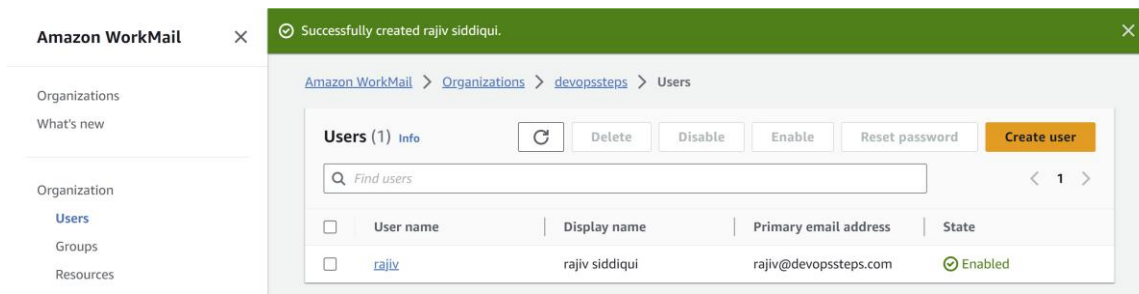 Amazon WorkMail
Organizations
What's new
Organization
Users
Groups
Resources
Successfully created rajiv siddiqui.
Amazon WorkMail > Organizations > devopssteps > Users
Users (1) Info Delete Disable Enable Reset password Create user
Find users < 1 >
User name Display name Primary email address State
rajiv rajiv siddiqui rajiv@devopssteps.com Enabled